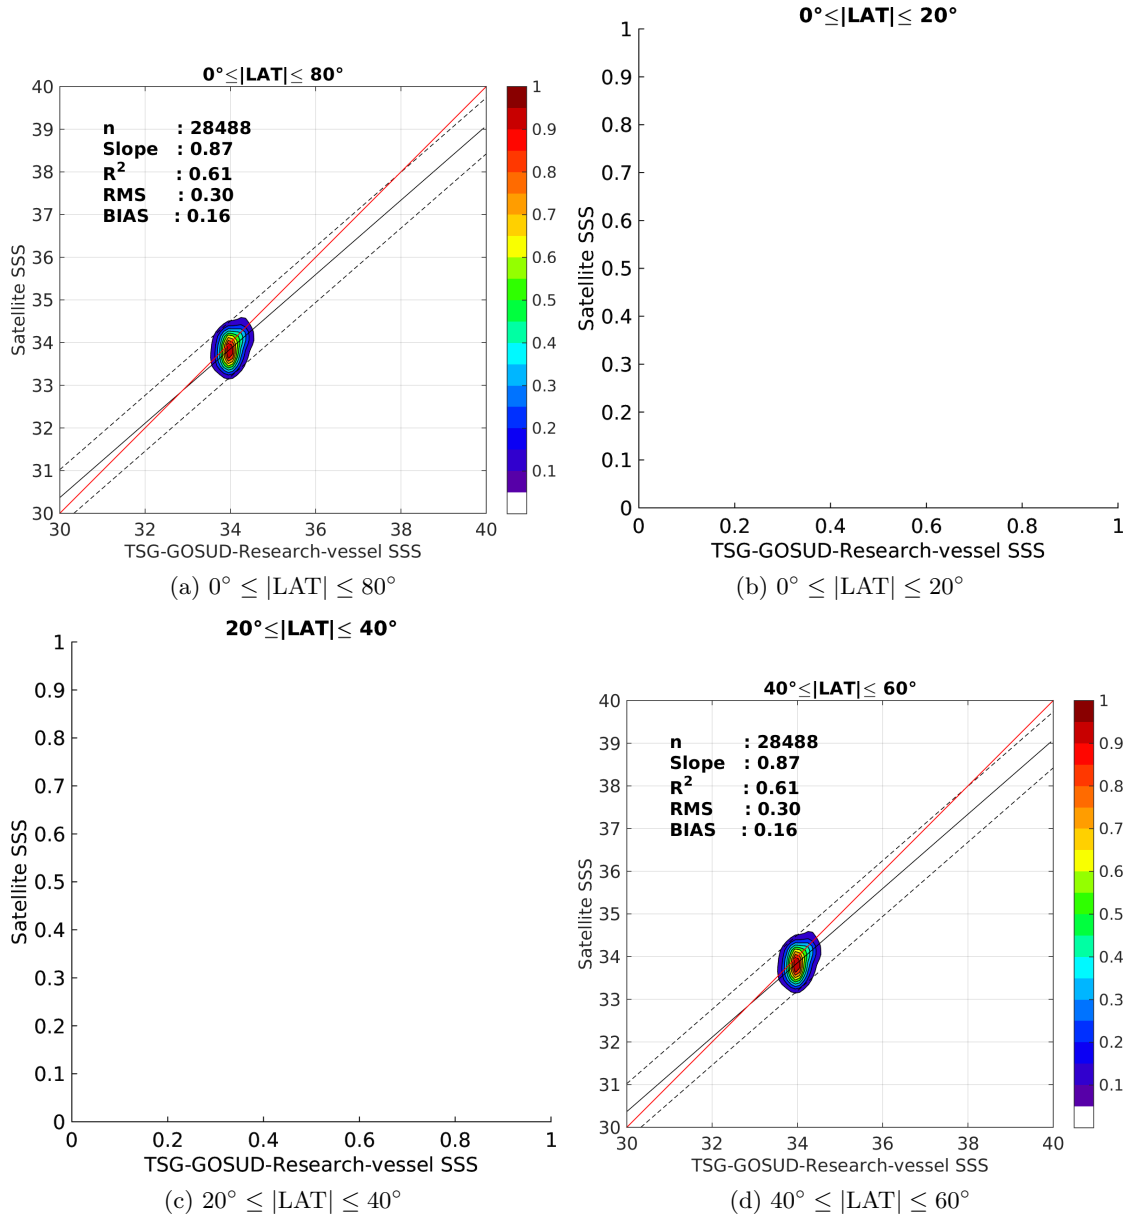 0°≤|LAT|≤ 80°
40
39
38
37
36
35
34
33
32
31
30
n : 28488
Slope : 0.87
R² : 0.61
RMS : 0.30
BIAS : 0.16
1
0.9
0.8
0.7
0.6
0.5
0.4
0.3
0.2
0.1
30 32 34 36 38 40
Satellite SSS
TSG-GOSUD-Research-vessel SSS
(a) 0° ≤ |LAT| ≤ 80°
0°≤|LAT|≤ 20°
1
0.9
0.8
0.7
0.6
0.5
0.4
0.3
0.2
0.1
0
0 0.2 0.4 0.6 0.8 1
Satellite SSS
TSG-GOSUD-Research-vessel SSS
(b) 0° ≤ |LAT| ≤ 20°
20°≤|LAT|≤ 40°
1
0.9
0.8
0.7
0.6
0.5
0.4
0.3
0.2
0.1
0
0 0.2 0.4 0.6 0.8 1
Satellite SSS
TSG-GOSUD-Research-vessel SSS
(c) 20° ≤ |LAT| ≤ 40°
40°≤|LAT|≤ 60°
40
39
38
37
36
35
34
33
32
31
30
n : 28488
Slope : 0.87
R² : 0.61
RMS : 0.30
BIAS : 0.16
1
0.9
0.8
0.7
0.6
0.5
0.4
0.3
0.2
0.1
30 32 34 36 38 40
Satellite SSS
TSG-GOSUD-Research-vessel SSS
(d) 40° ≤ |LAT| ≤ 60°